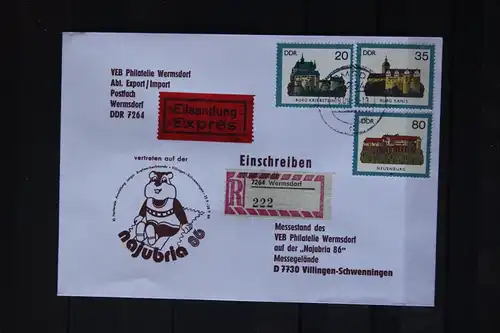 VEB Philatelie Wermsdorf
Abt. Export/Import
Postfach
Wermsdorf
DDR 7264
Eilsendung
Exprès
DDR 20
BURG KRIEBSTEIN
DDR 35
BURG RANIS
DDR 80
NEUENBURG
vertreten auf der
najubria 86
Einschreiben
R
7264 Wermsdorf
222
Messestand des
VEB Philatelie Wermsdorf
auf der „Najubria 86"
Messegelände
D 7730 Villingen-Schwenningen